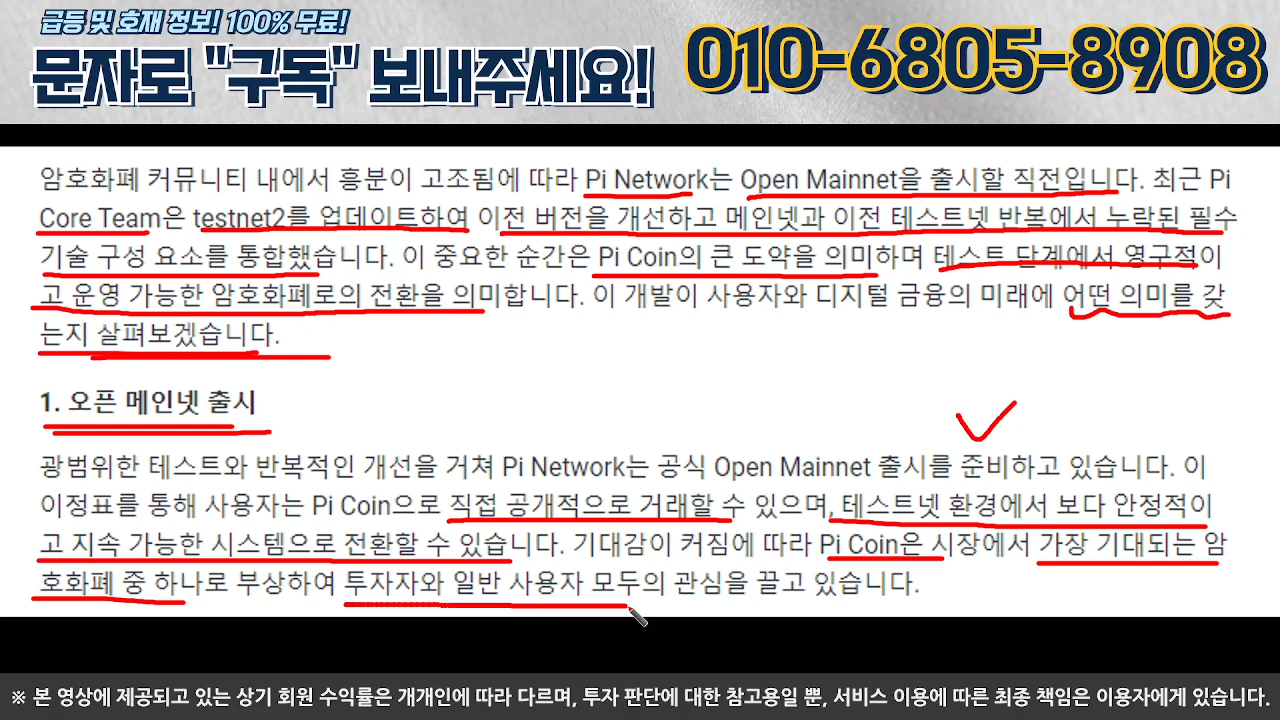 급등 및 호재 정보! 100% 무료!
문자로 "구독" 보내주세요!
010-6805-8908
암호화폐 커뮤니티 내에서 흥분이 고조됨에 따라 Pi Network는 Open Mainnet을 출시할 직전입니다. 최근 Pi
Core Team은 testnet2를 업데이트하여 이전 버전을 개선하고 메인넷과 이전 테스트넷 반복에서 누락된 필수
기술 구성 요소를 통합했습니다. 이 중요한 순간은 Pi Coin의 큰 도약을 의미하며 테스트 단계에서 영구적이
고 운영 가능한 암호화폐로의 전환을 의미합니다. 이 개발이 사용자와 디지털 금융의 미래에 어떤 의미를 갖
는지 살펴보겠습니다.
1. 오픈 메인넷 출시
광범위한 테스트와 반복적인 개선을 거쳐 Pi Network는 공식 Open Mainnet 출시를 준비하고 있습니다. 이
이정표를 통해 사용자는 Pi Coin으로 직접 공개적으로 거래할 수 있으며, 테스트넷 환경에서 보다 안정적이
고 지속 가능한 시스템으로 전환할 수 있습니다. 기대감이 커짐에 따라 Pi Coin은 시장에서 가장 기대되는 암
호화폐 중 하나로 부상하여 투자자와 일반 사용자 모두의 관심을 끌고 있습니다.
※ 본 영상에 제공되고 있는 상기 회원 수익률은 개개인에 따라 다르며, 투자 판단에 대한 참고용일 뿐, 서비스 이용에 따른 최종 책임은 이용자에게 있습니다.